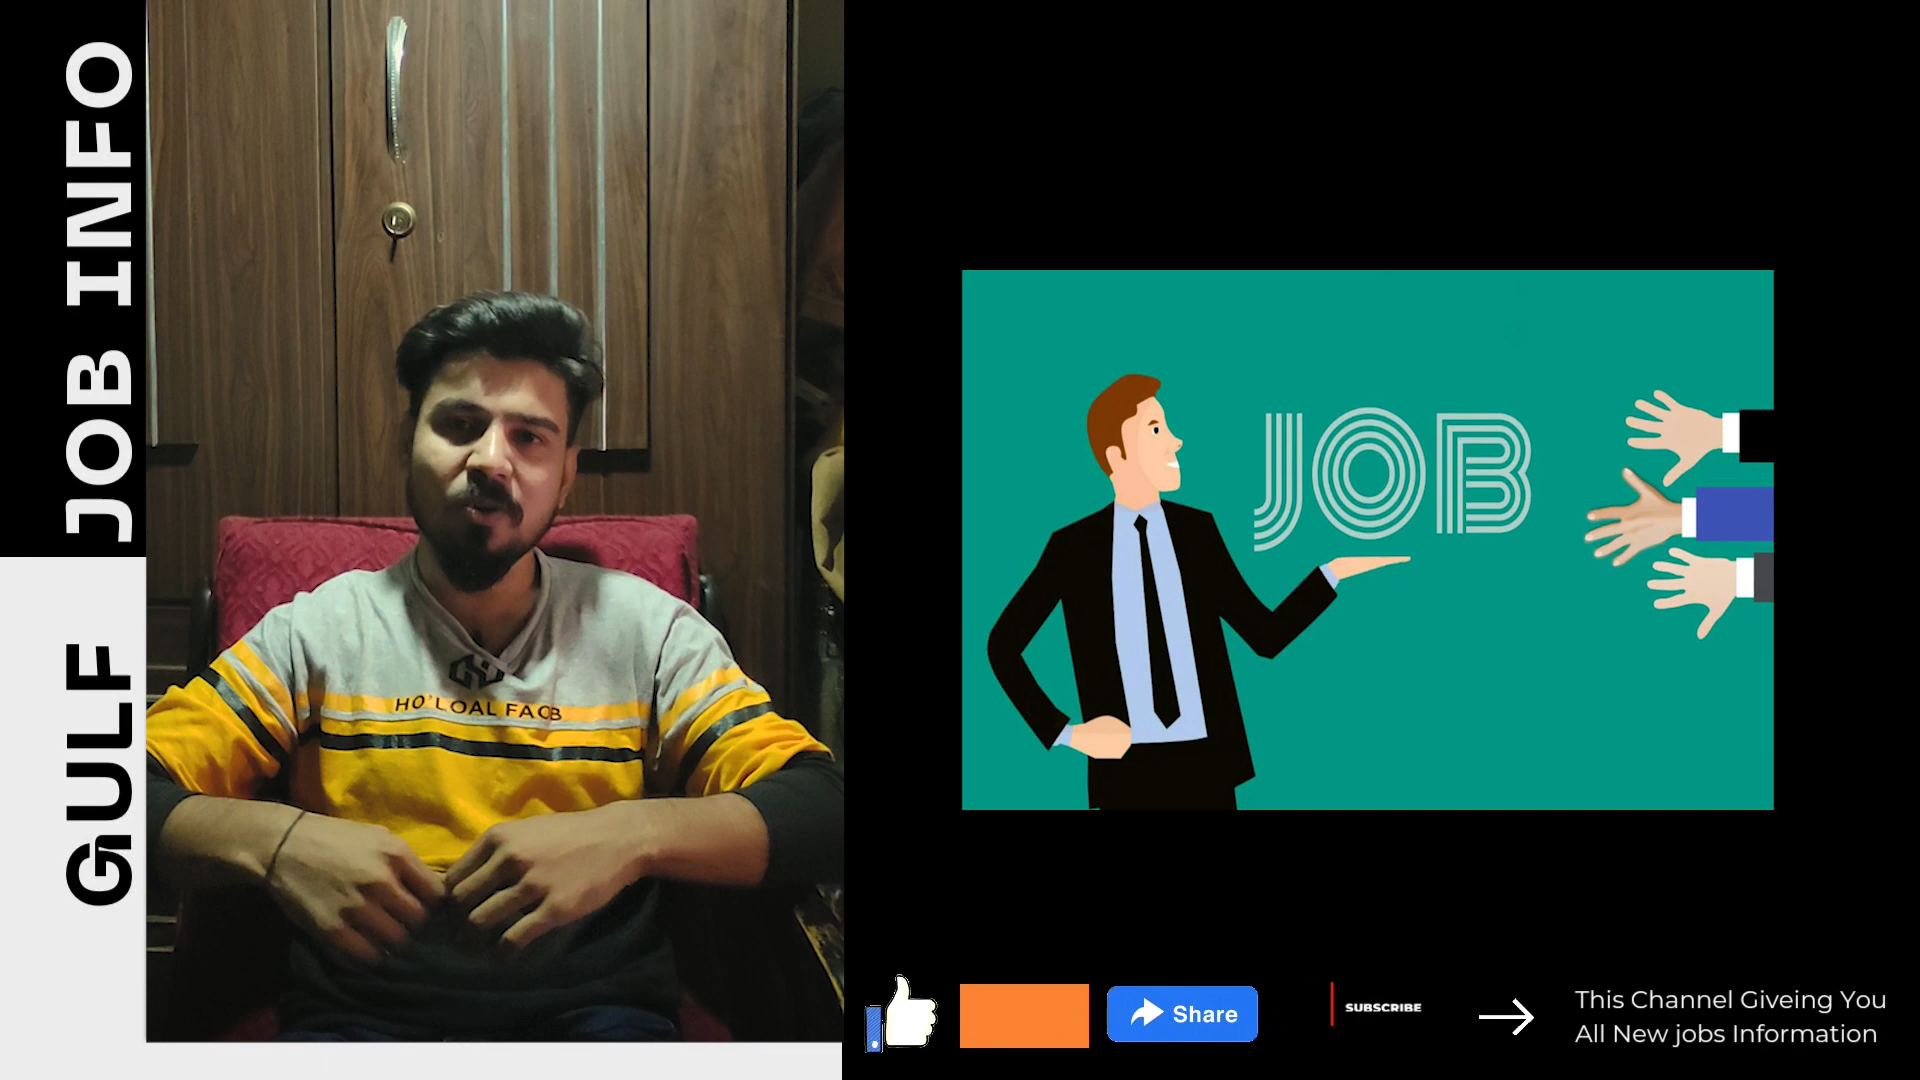 GULF JOB INFO
HO'LOAL FACB
JOB
Share
SUBSCRIBE
This Channel Giveing You
All New jobs Information